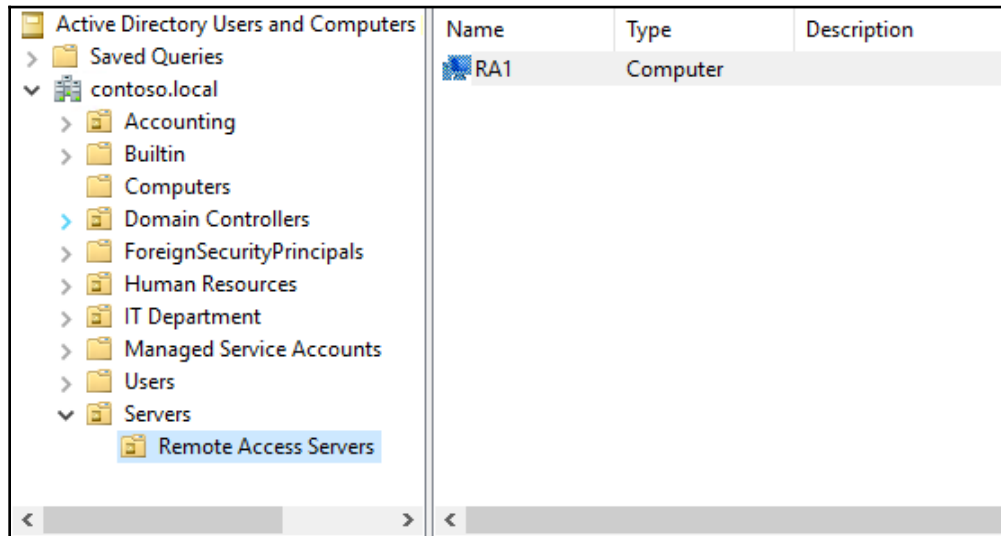 Active Directory Users and Computers
Saved Queries
contoso.local
Accounting
Builtin
Computers
Domain Controllers
ForeignSecurityPrincipals
Human Resources
IT Department
Managed Service Accounts
Users
Servers
Remote Access Servers
Name Type Description
RA1 Computer